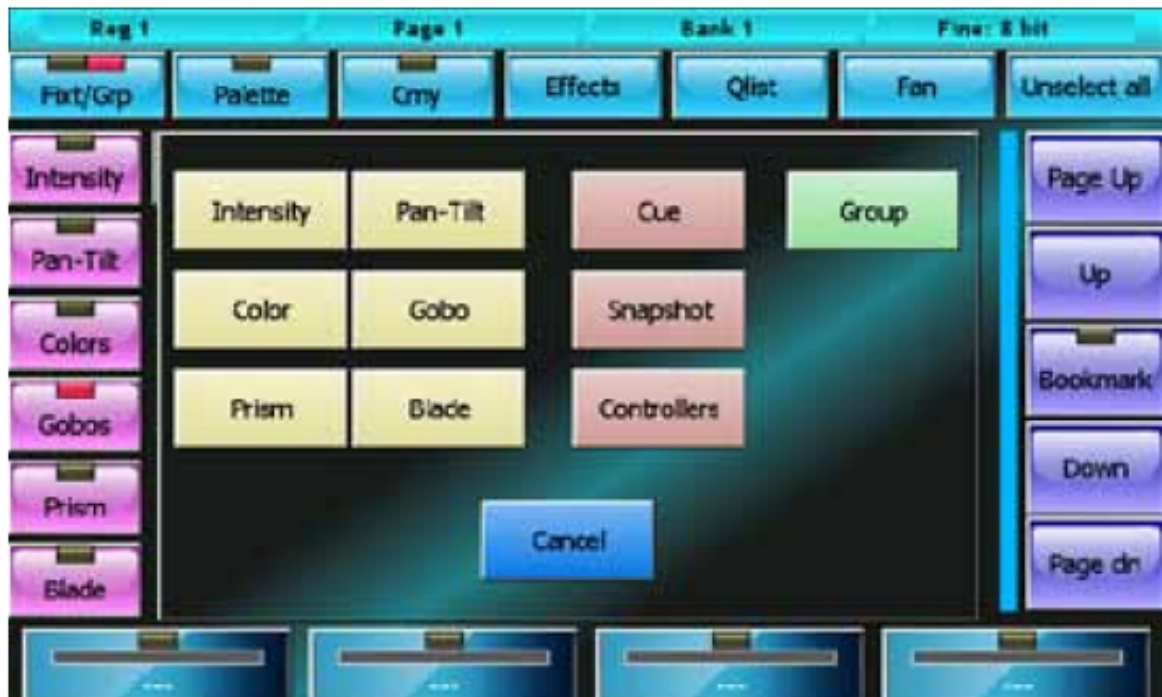 Reg 1 Page 1 Bank 1 Fine: 8 bit
Fixt/Grp Palette Cmy Effects Qlist Fan Unselect all
Intensity
Pan-Tilt
Colors
Gobos
Prism
Blade
Intensity Pan-Tilt Cue Group
Color Gobo Snapshot
Prism Blade Controllers
Cancel
Page Up
Up
Bookmark
Down
Page dn
--- --- --- ---